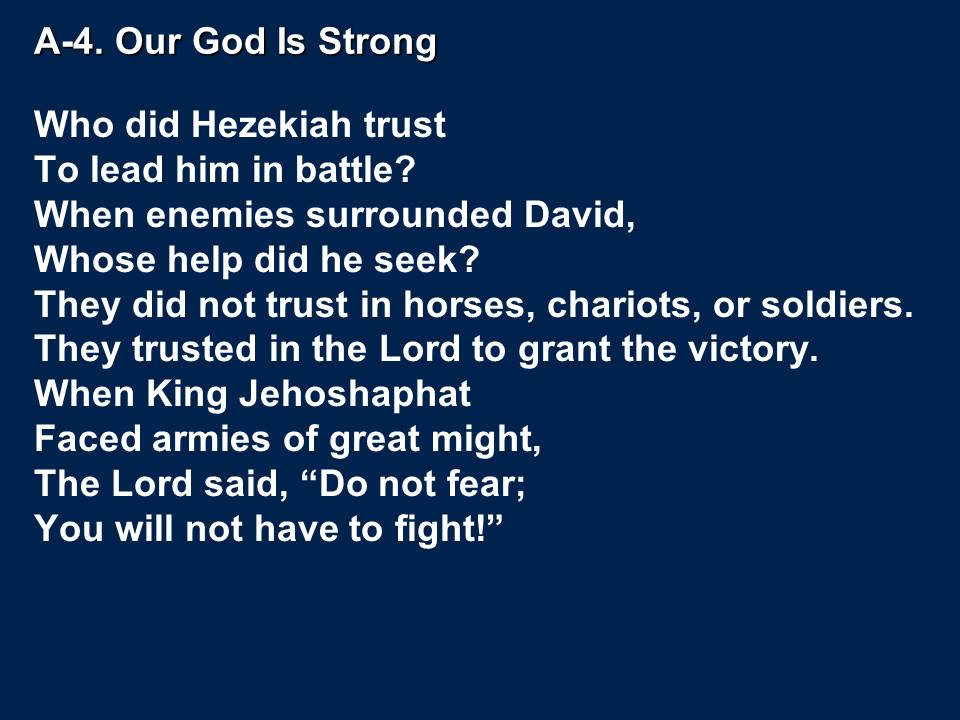 A-4. Our God Is Strong
Who did Hezekiah trust
To lead him in battle?
When enemies surrounded David,
Whose help did he seek?
They did not trust in horses, chariots, or soldiers.
They trusted in the Lord to grant the victory.
When King Jehoshaphat
Faced armies of great might,
The Lord said, “Do not fear;
You will not have to fight!”